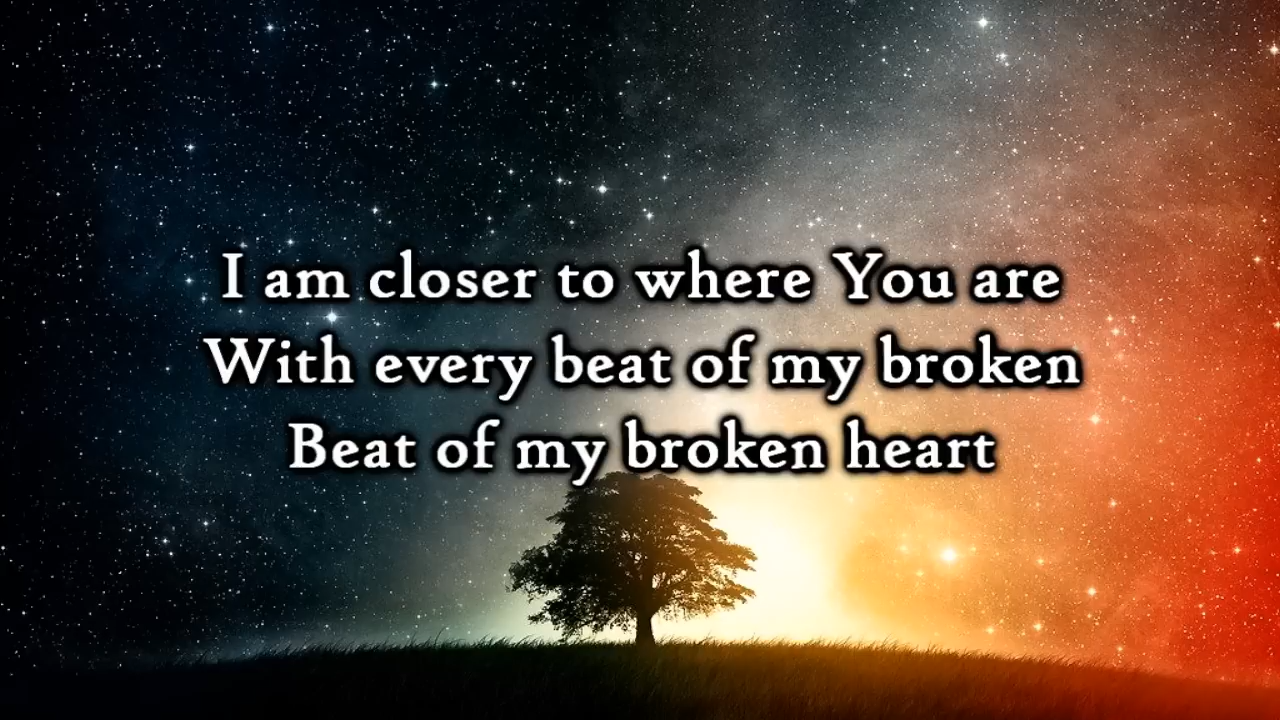 I am closer to where You are
With every beat of my broken
Beat of my broken heart